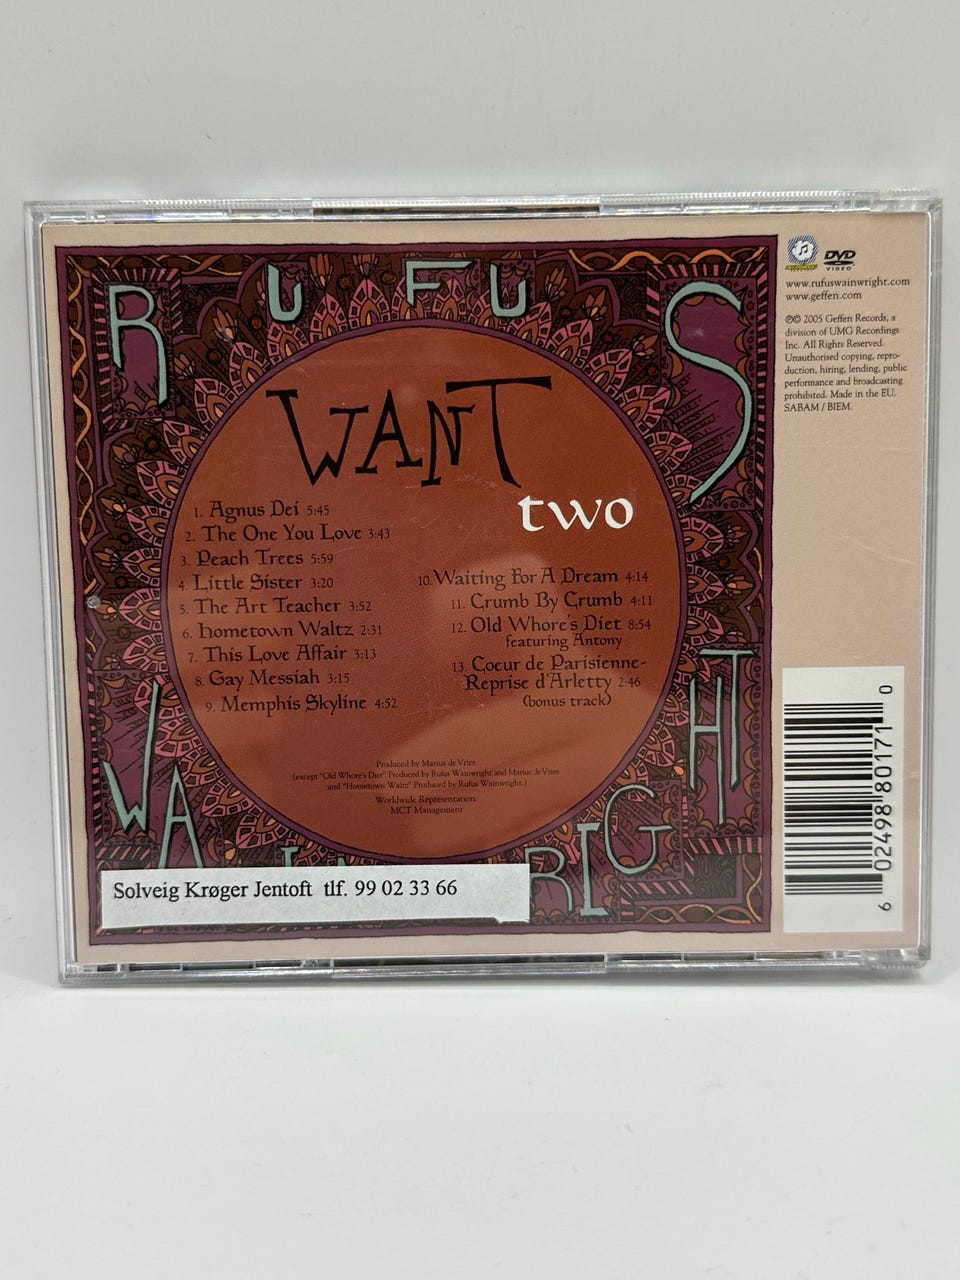 RUFUS
WAINWRIGHT
WANT
two
1. Agnus Dei 5:45
2. The One You Love 3:43
3. Peach Trees 5:59
4. Little Sister 3:20
5. The Art Teacher 3:52
6. Hometown Waltz 2:31
7. This Love Affair 3:13
8. Gay Messiah 3:15
9. Memphis Skyline 4:52
10. Waiting For A Dream 4:14
11. Crumb By Crumb 4:11
12. Old Whore's Diet 8:54
featuring Antony
13. Coeur de Parisienne-
Reprise d'Arletty 2:46
(bonus track)
Produced by Marius deVries
(except "Old Whore's Diet" Produced by Rufus Wainwright and Marius deVries
and "Hometown Waltz" Produced by Rufus Wainwright.)
Worldwide Representation:
MCT Management
Solveig Krøger Jentoft tlf. 99 02 33 66
DVD
VIDEO
www.rufuswainwright.com
www.geffen.com
℗© 2005 Geffen Records, a
division of UMG Recordings
Inc. All Rights Reserved.
Unauthorised copying, repro-
duction, hiring, lending, public
performance and broadcasting
prohibited. Made in the EU.
SABAM / BIEM.
6 02498 80171 0